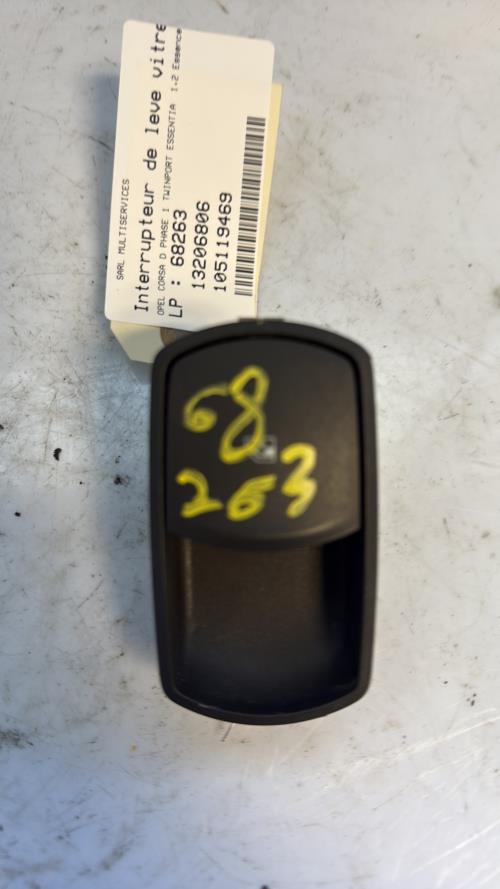 SARL MULTISERVICES
Interrupteur de leve vitre
OPEL CORSA D PHASE 1 TWINPORT ESSENTIA 1.2 Essence
LP : 68263
13206806
105119469
68
263